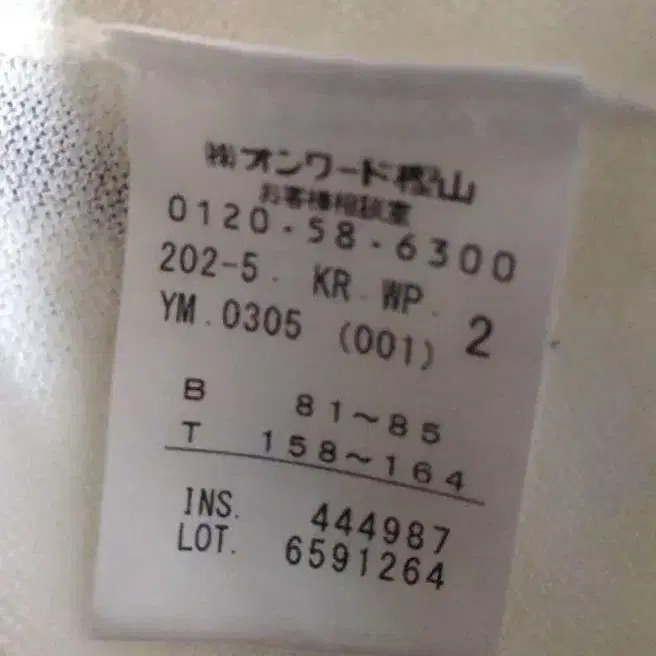 ㈱オンワード樫山
お客様相談室
0120-58-6300
202-5. KR.WP.
YM.0305 (001) 2
B 81~85
T 158~164
INS. 444987
LOT. 6591264